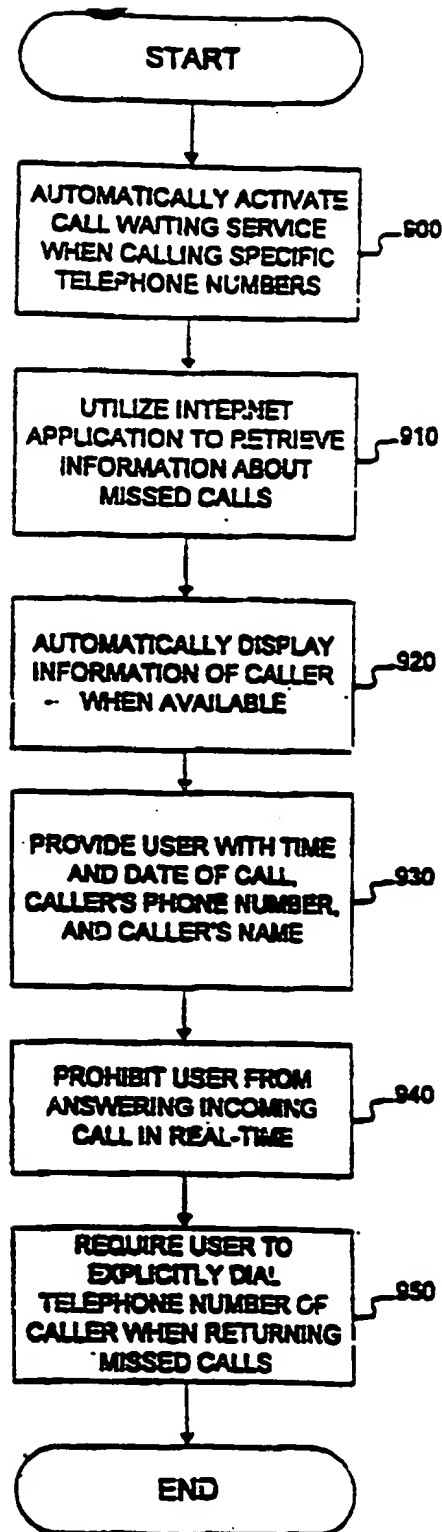 START
AUTOMATICALLY ACTIVATE
CALL WAITING SERVICE
WHEN CALLING SPECIFIC
TELEPHONE NUMBERS
900
UTILIZE INTERNET
APPLICATION TO RETRIEVE
INFORMATION ABOUT
MISSED CALLS
910
AUTOMATICALLY DISPLAY
INFORMATION OF CALLER
WHEN AVAILABLE
920
PROVIDE USER WITH TIME
AND DATE OF CALL,
CALLER'S PHONE NUMBER,
AND CALLER'S NAME
930
PROHIBIT USER FROM
ANSWERING INCOMING
CALL IN REAL-TIME
940
REQUIRE USER TO
EXPLICITLY DIAL
TELEPHONE NUMBER OF
CALLER WHEN RETURNING
MISSED CALLS
950
END